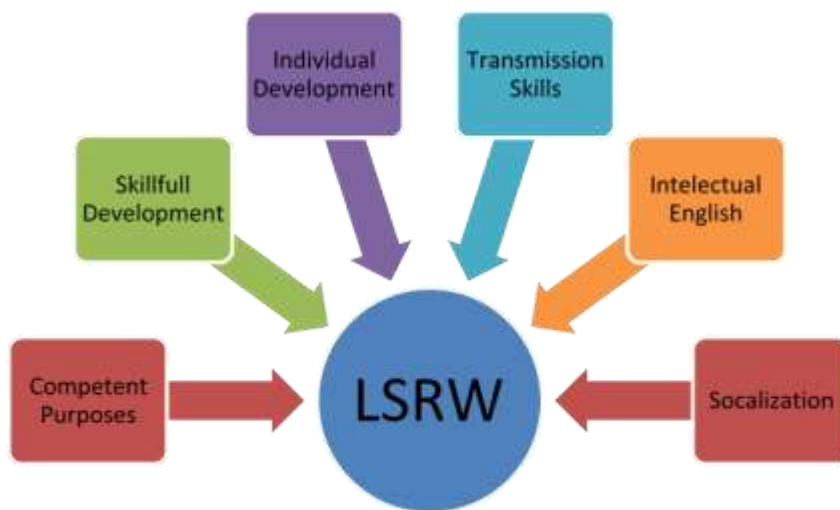 Individual
Development
Transmission
Skills
Skillfull
Development
Intelectual
English
Competent
Purposes
LSRW
Socalization